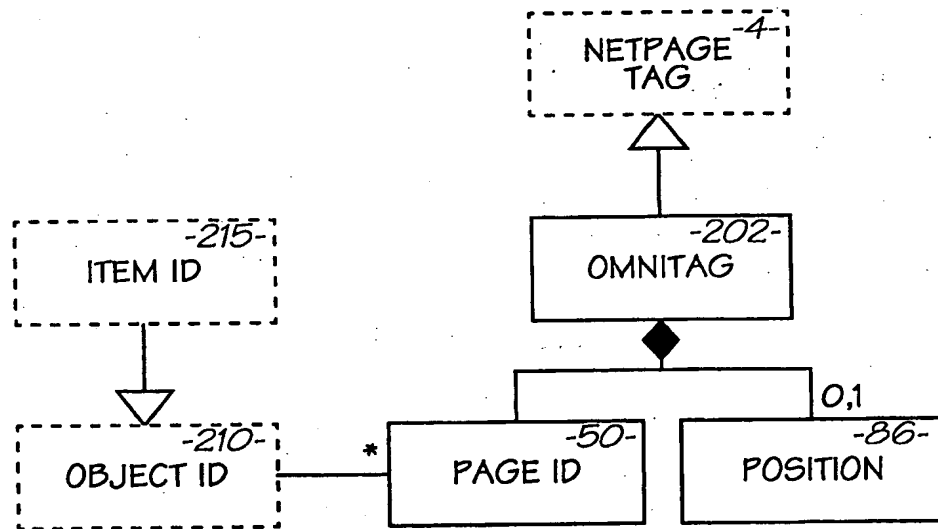 -4-
NETPAGE
TAG
-215-
ITEM ID
-202-
OMNITAG
0,1
-210-
OBJECT ID
*
-50-
PAGE ID
-86-
POSITION